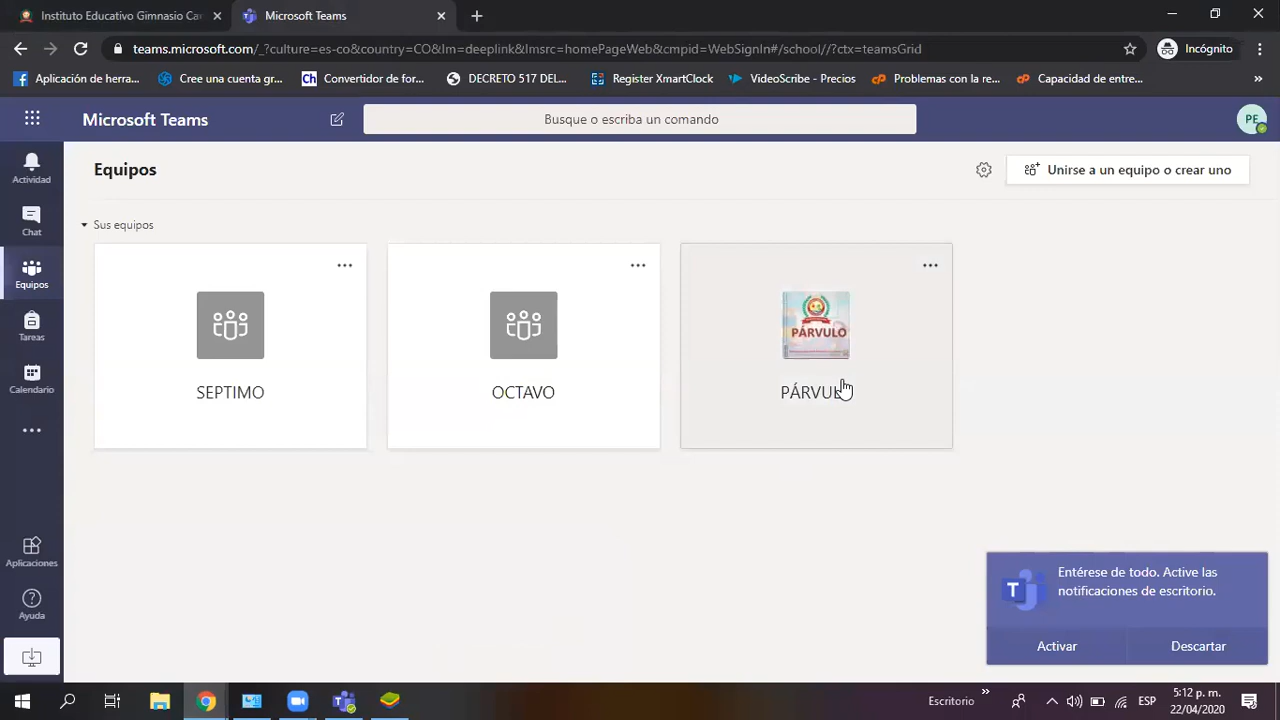 Instituto Educativo Gimnasio Cav
Microsoft Teams
teams.microsoft.com/_?culture=es-co&country=CO&lm=deeplink&lmsrc=homePageWeb&cmpid=WebSignIn#/school//?ctx=teamsGrid
Incógnito
Aplicación de herra...
Cree una cuenta gr...
Ch Convertidor de for...
DECRETO 517 DEL...
Register XmartClock
VideoScribe - Precios
Problemas con la re...
Capacidad de entre...
Microsoft Teams
Busque o escriba un comando
PE
Actividad
Chat
Equipos
Tareas
Calendario
Aplicaciones
Ayuda
Equipos
Unirse a un equipo o crear uno
Sus equipos
SEPTIMO
OCTAVO
PÁRVULO
Entérese de todo. Active las
notificaciones de escritorio.
Activar
Descartar
Escritorio
ESP
5:12 p. m.
22/04/2020